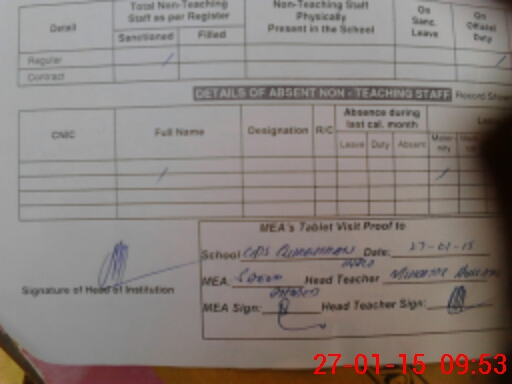 Detail
Total Non-Teaching
Staff as per Register
Sanctioned Filled
Non-Teaching Staff
Physically
Present in the School
On
Sanc.
Leave
On
Official
Duty
Regular
Contract
DETAILS OF ABSENT NON - TEACHING STAFF
CNIC
Full Name
Designation
R/C
Absence during
last cal. month
Leave Duty Absent
Mater
nity
MEA's Tablet Visit Proof to
School Date: 27-01-15
MEA Head Teacher
Signature of Head of Institution
MEA Sign: Head Teacher Sign:
27-01-15 09:53